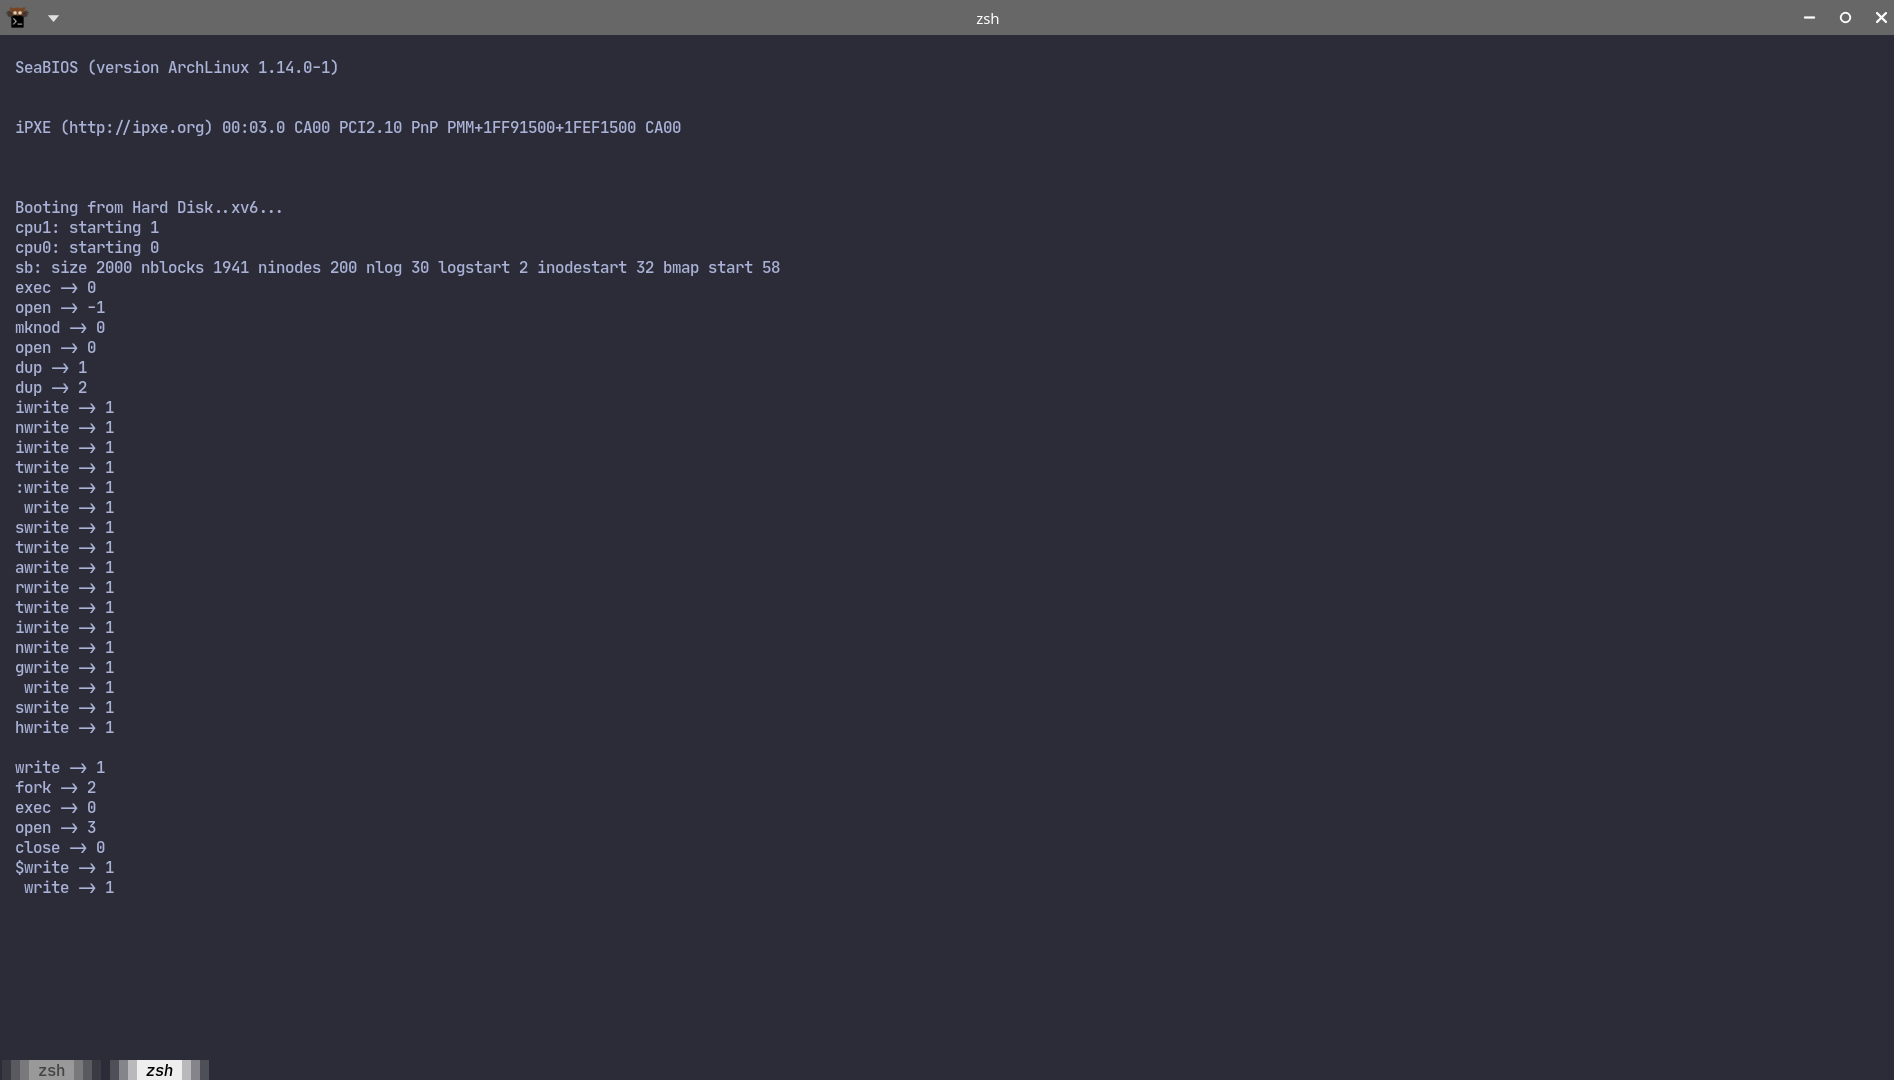 zsh
SeaBIOS (version ArchLinux 1.14.0-1)
iPXE (http://ipxe.org) 00:03.0 CA00 PCI2.10 PnP PMM+1FF91500+1FEF1500 CA00
Booting from Hard Disk..xv6...
cpu1: starting 1
cpu0: starting 0
sb: size 2000 nblocks 1941 ninodes 200 nlog 30 logstart 2 inodestart 32 bmap start 58
exec -> 0
open -> -1
mknod -> 0
open -> 0
dup -> 1
dup -> 2
iwrite -> 1
nwrite -> 1
iwrite -> 1
twrite -> 1
:write -> 1
 write -> 1
swrite -> 1
twrite -> 1
awrite -> 1
rwrite -> 1
twrite -> 1
iwrite -> 1
nwrite -> 1
gwrite -> 1
 write -> 1
swrite -> 1
hwrite -> 1
write -> 1
fork -> 2
exec -> 0
open -> 3
close -> 0
$write -> 1
 write -> 1
zsh zsh